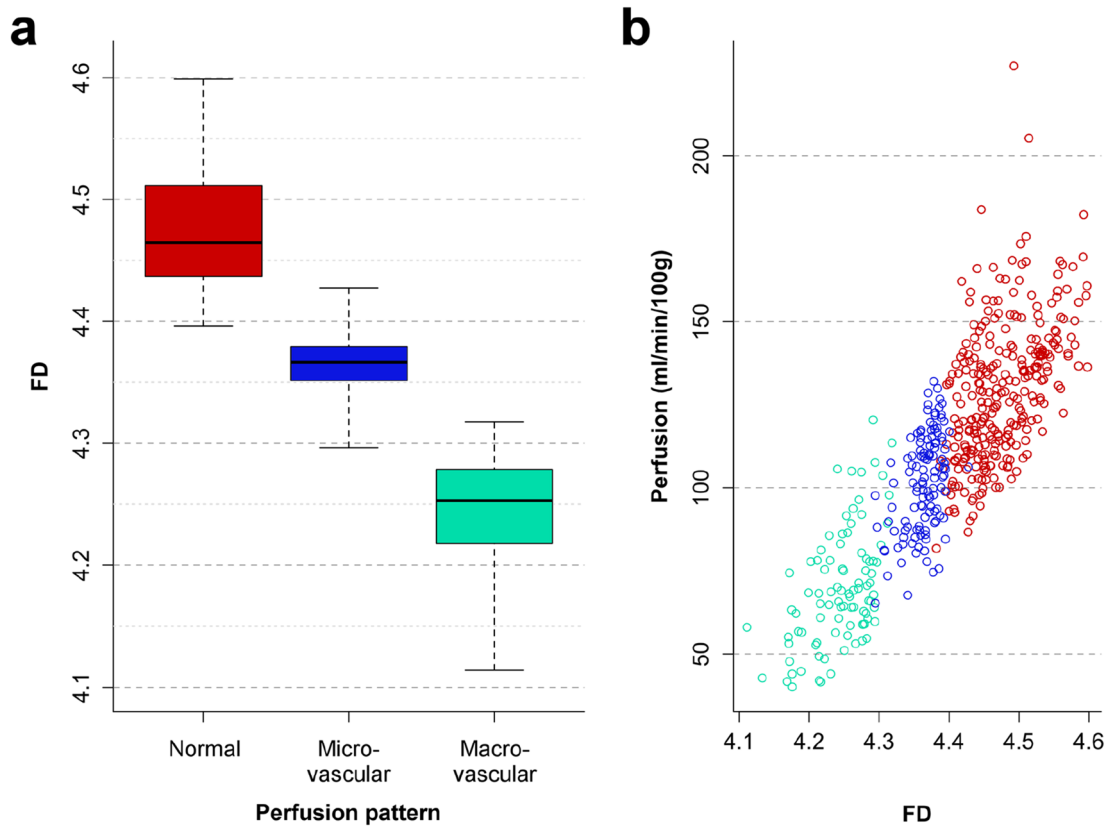 a
FD
4.6
4.5
4.4
4.3
4.2
4.1
Normal
Micro-
vascular
Macro-
vascular
Perfusion pattern
b
Perfusion (ml/min/100g)
200
150
100
50
4.1 4.2 4.3 4.4 4.5 4.6
FD